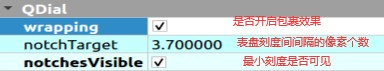 QDial
wrapping 是否开启包裹效果
notchTarget 3.700000 表盘刻度间间隔的像素个数
notchesVisible 最小刻度是否可见